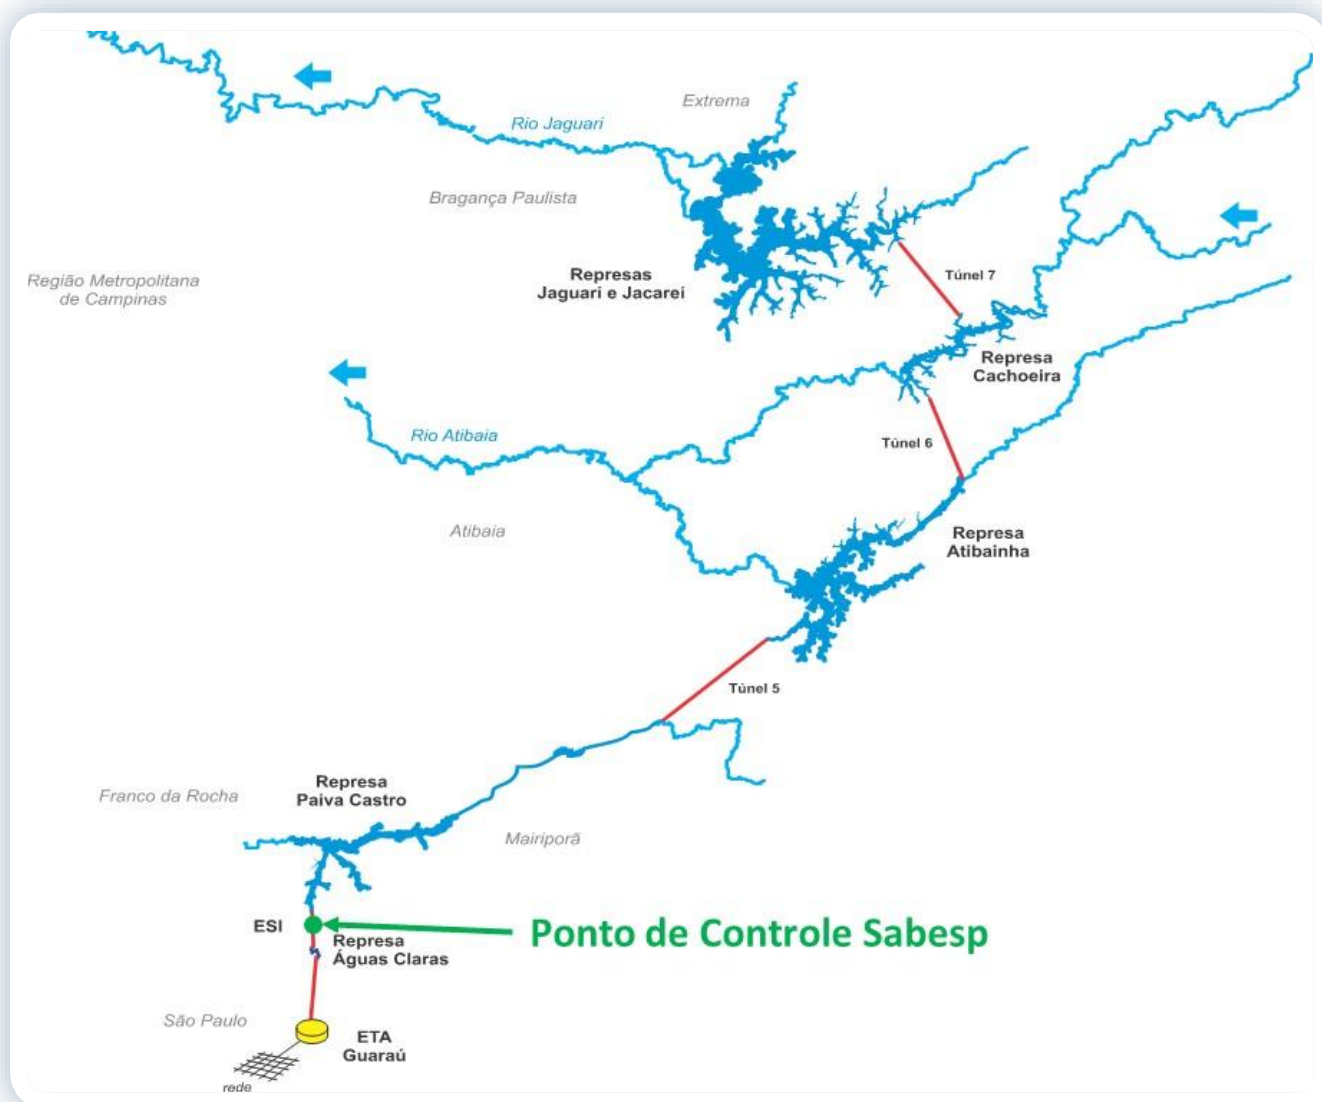 Extrema
Rio Jaguari
Bragança Paulista
Região Metropolitana
de Campinas
Represas
Jaguari e Jacarei
Túnel 7
Represa
Cachoeira
Rio Atibaia
Túnel 6
Atibaia
Represa
Atibainha
Túnel 5
Represa
Paiva Castro
Franco da Rocha
Mairiporã
ESI
Ponto de Controle Sabesp
Represa
Águas Claras
São Paulo
ETA
Guaraú
rede